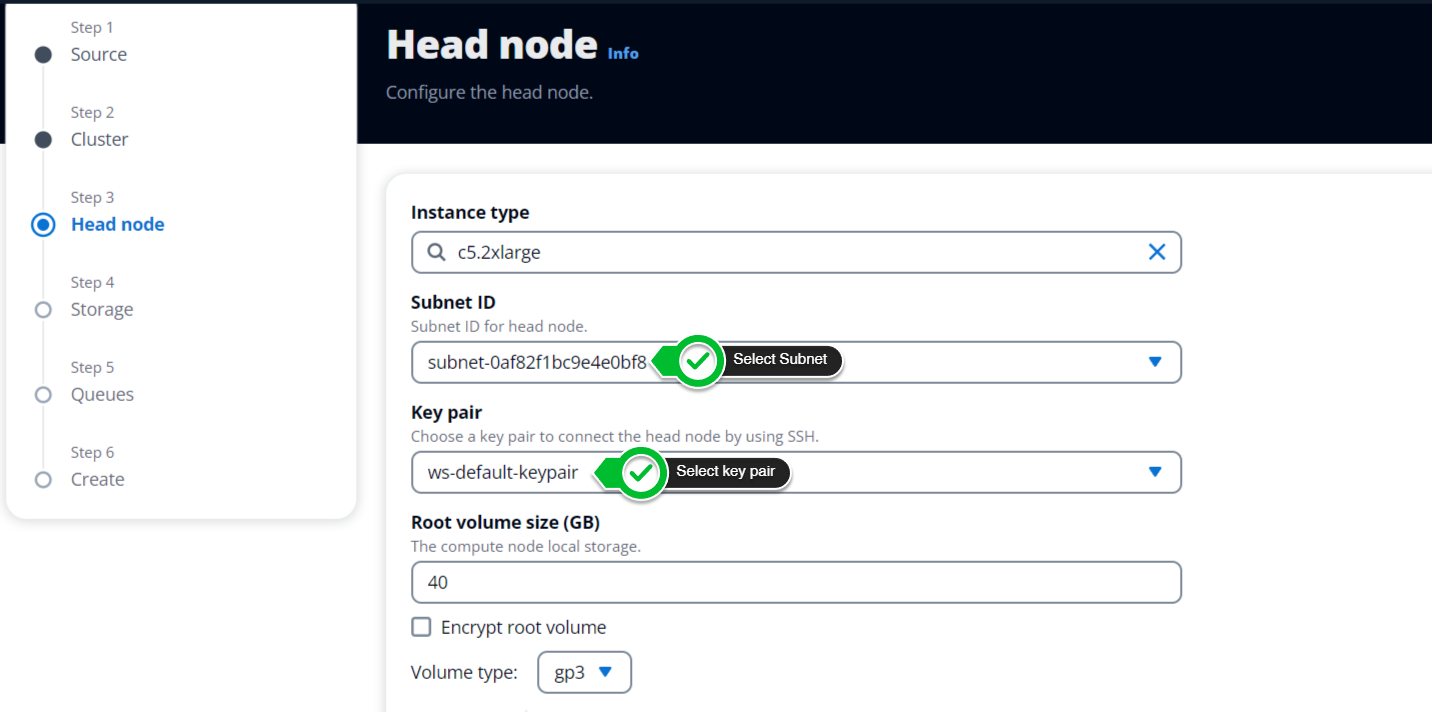 Step 1
Source
Step 2
Cluster
Step 3
Head node
Step 4
Storage
Step 5
Queues
Step 6
Create
Head node Info
Configure the head node.
Instance type
c5.2xlarge
Subnet ID
Subnet ID for head node.
subnet-0af82f1bc9e4e0bf8 Select Subnet
Key pair
Choose a key pair to connect the head node by using SSH.
ws-default-keypair Select key pair
Root volume size (GB)
The compute node local storage.
40
Encrypt root volume
Volume type: gp3